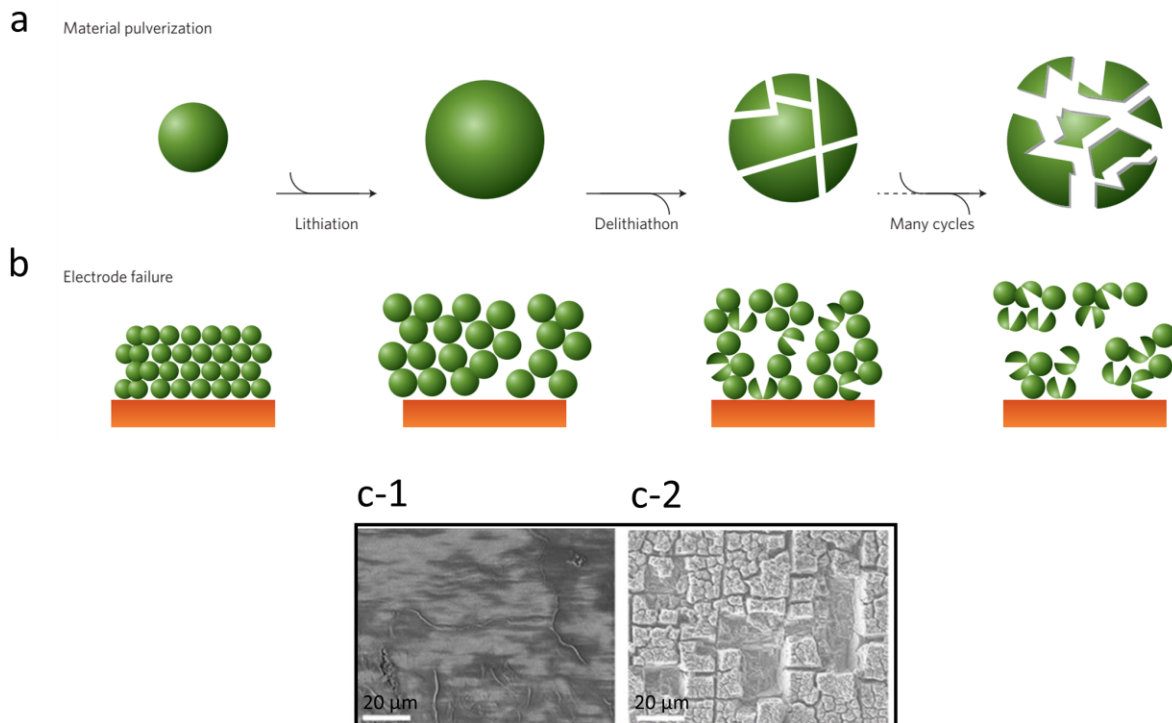 a
Material pulverization
Lithiation
Delithiathon
Many cycles
b
Electrode failure
c-1
c-2
20 μm
20 μm